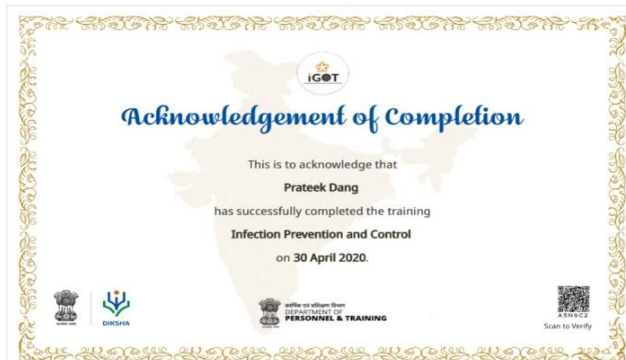 iGOT
Acknowledgement of Completion
This is to acknowledge that
Prateek Dang
has successfully completed the training
Infection Prevention and Control
on 30 April 2020.
DIKSHA
कार्मिक एवं प्रशिक्षण विभाग
DEPARTMENT OF
PERSONNEL & TRAINING
A5N9C2
Scan to Verify